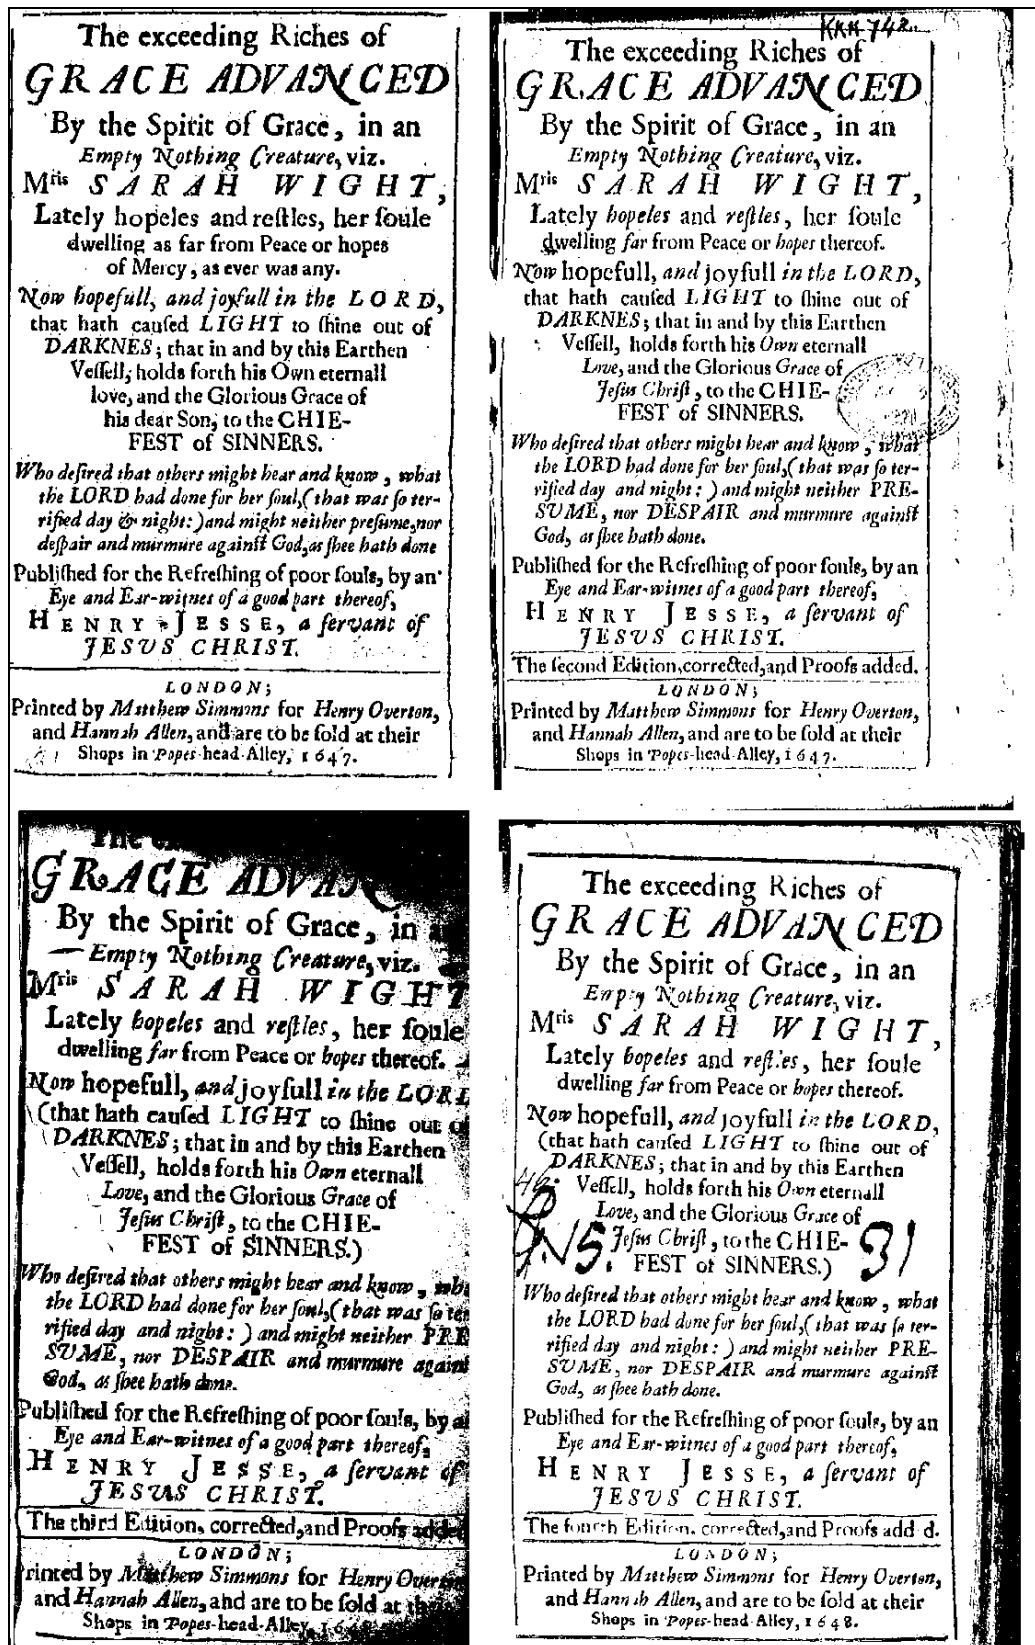 The exceeding Riches of
GRACE ADVANCED
By the Spirit of Grace, in an
Empty Nothing Creature, viz.
Mris SARAH WIGHT,
Lately hopeles and reſtles, her ſoule
dwelling as far from Peace or hopes
of Mercy, as ever was any.
Now hopefull, and joyfull in the LORD,
that hath cauſed LIGHT to ſhine out of
DARKNES; that in and by this Earthen
Veſſell, holds forth his Own eternall
love, and the Glorious Grace of
his dear Son, to the CHIE-
FEST of SINNERS.
Who deſired that others might hear and know, what
the LORD had done for her ſoul,(that was ſo ter-
rified day & night:) and might neither preſume,nor
deſpair and murmure againſt God,as ſhee hath done
Publiſhed for the Refreſhing of poor ſouls, by an
Eye and Ear-witnes of a good part thereof,
HENRY JESSE, a ſervant of
JESUS CHRIST.
LONDON;
Printed by Matthew Simmons for Henry Overton,
and Hannah Allen, and are to be ſold at their
Shops in Popes-head-Alley, 1647.
KKK 742
The exceeding Riches of
GRACE ADVANCED
By the Spirit of Grace, in an
Empty Nothing Creature, viz.
Mris SARAH WIGHT,
Lately hopeles and reſtles, her ſoule
dwelling far from Peace or hopes thereof.
Now hopefull, and joyfull in the LORD,
that hath cauſed LIGHT to ſhine out of
DARKNES; that in and by this Earthen
Veſſell, holds forth his Own eternall
Love, and the Glorious Grace of
Jeſus Chriſt, to the CHIE-
FEST of SINNERS.
Who deſired that others might hear and know, what
the LORD had done for her ſoul,(that was ſo ter-
rified day and night:) and might neither PRE-
SUME, nor DESPAIR and murmure againſt
God, as ſhee hath done.
Publiſhed for the Refreſhing of poor ſouls, by an
Eye and Ear-witnes of a good part thereof,
HENRY JESSE, a ſervant of
JESUS CHRIST.
The ſecond Edition,corrected,and Proofs added.
LONDON;
Printed by Matthew Simmons for Henry Overton,
and Hannah Allen, and are to be ſold at their
Shops in Popes-head-Alley, 1647.
GRACE
By the Spirit of Grace, in
Empty Nothing Creature, viz.
Mris SARAH WIGHT
Lately hopeles and reſtles, her ſoule
dwelling far from Peace or hopes thereof.
Now hopefull, and joyfull in the LORD
(that hath cauſed LIGHT to ſhine out of
DARKNES; that in and by this Earthen
Veſſell, holds forth his Own eternall
Love, and the Glorious Grace of
Jeſus Chriſt, to the CHIE-
FEST of SINNERS.)
Who deſired that others might hear and know,
the LORD had done for her ſoul,(that was ſo ter
rified day and night:) and might neither PRE
SUME, nor DESPAIR and murmure againſ
God, as ſhee hath done.
Publiſhed for the Refreſhing of poor ſouls, by
Eye and Ear-witnes of a good part thereof,
HENRY JESSE, a ſervant of
JESUS CHRIST.
The third Edition, corrected,and Proofs added
LONDON;
rinted by Matthew Simmons for Henry Overton
and Hannah Allen, and are to be ſold at
Shops in Popes-head-Alley,
The exceeding Riches of
GRACE ADVANCED
By the Spirit of Grace, in an
Empty Nothing Creature, viz.
Mris SARAH WIGHT,
Lately hopeles and reſtles, her ſoule
dwelling far from Peace or hopes thereof.
Now hopefull, and joyfull in the LORD,
(that hath cauſed LIGHT to ſhine out of
DARKNES; that in and by this Earthen
Veſſell, holds forth his Own eternall
Love, and the Glorious Grace of
Jeſus Chriſt, to the CHIE-
FEST of SINNERS.)
31
Who deſired that others might hear and know, what
the LORD had done for her ſoul,(that was ſo ter-
rified day and night:) and might neither PRE-
SUME, nor DESPAIR and murmure againſt
God, as ſhee hath done.
Publiſhed for the Refreſhing of poor ſouls, by an
Eye and Ear-witnes of a good part thereof,
HENRY JESSE, a ſervant of
JESUS CHRIST.
The fourth Edition, corrected,and Proofs add d.
LONDON;
Printed by Matthew Simmons for Henry Overton,
and Hannah Allen, and are to be ſold at their
Shops in Popes-head-Alley, 1648.